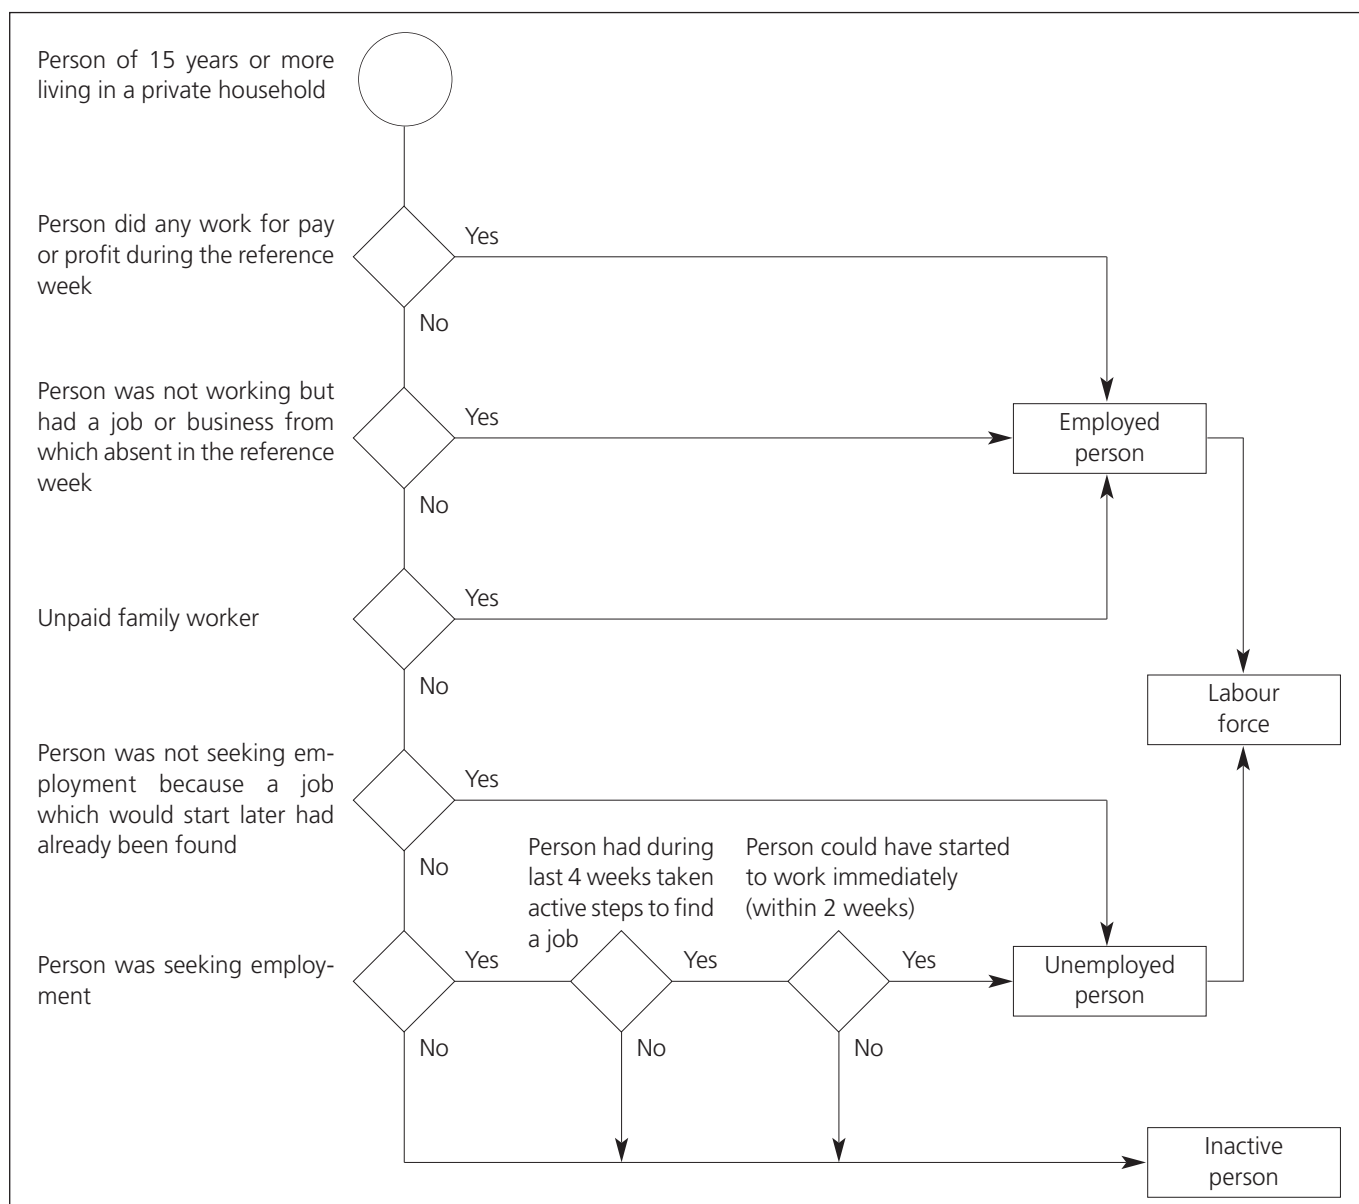 Person of 15 years or more
living in a private household
Person did any work for pay
or profit during the reference
week
Yes
No
Person was not working but
had a job or business from
which absent in the reference
week
Yes
No
Employed
person
Unpaid family worker
Yes
No
Labour
force
Person was not seeking em-
ployment because a job
which would start later had
already been found
Yes
No
Person had during
last 4 weeks taken
active steps to find
a job
Person could have started
to work immediately
(within 2 weeks)
Person was seeking employ-
ment
Yes
Yes
Yes
Unemployed
person
No
No
No
Inactive
person